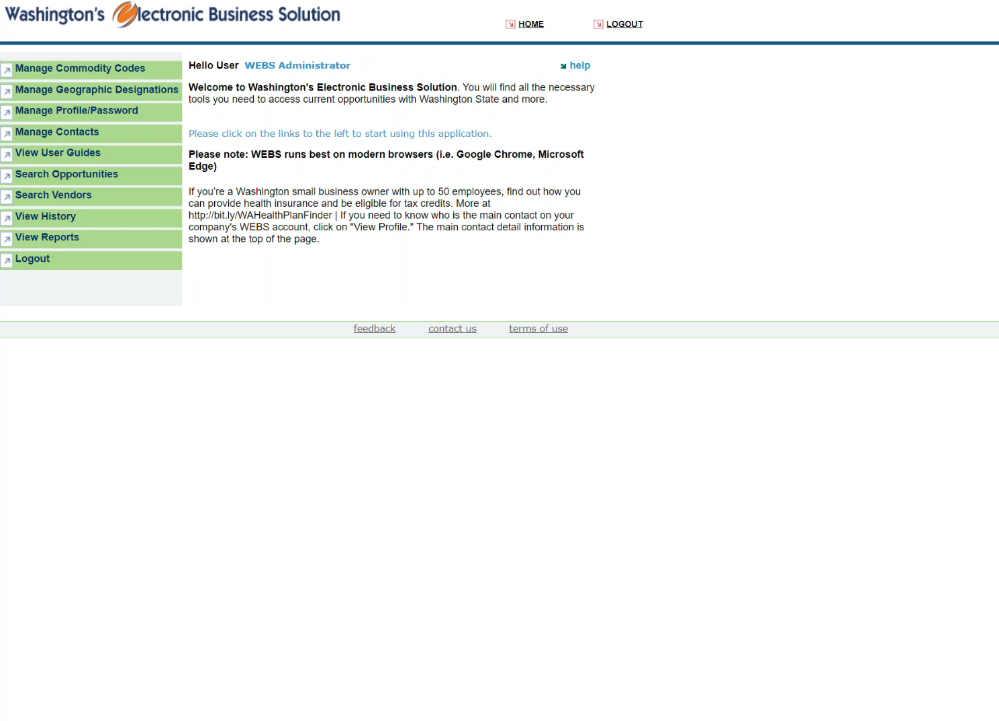 Washington's Electronic Business Solution
HOME
LOGOUT
Manage Commodity Codes
Manage Geographic Designations
Manage Profile/Password
Manage Contacts
View User Guides
Search Opportunities
Search Vendors
View History
View Reports
Logout
Hello User WEBS Administrator
help
Welcome to Washington's Electronic Business Solution. You will find all the necessary
tools you need to access current opportunities with Washington State and more.
Please click on the links to the left to start using this application.
Please note: WEBS runs best on modern browsers (i.e. Google Chrome, Microsoft
Edge)
If you're a Washington small business owner with up to 50 employees, find out how you
can provide health insurance and be eligible for tax credits. More at
http://bit.ly/WAHealthPlanFinder | If you need to know who is the main contact on your
company's WEBS account, click on "View Profile." The main contact detail information is
shown at the top of the page.
feedback
contact us
terms of use